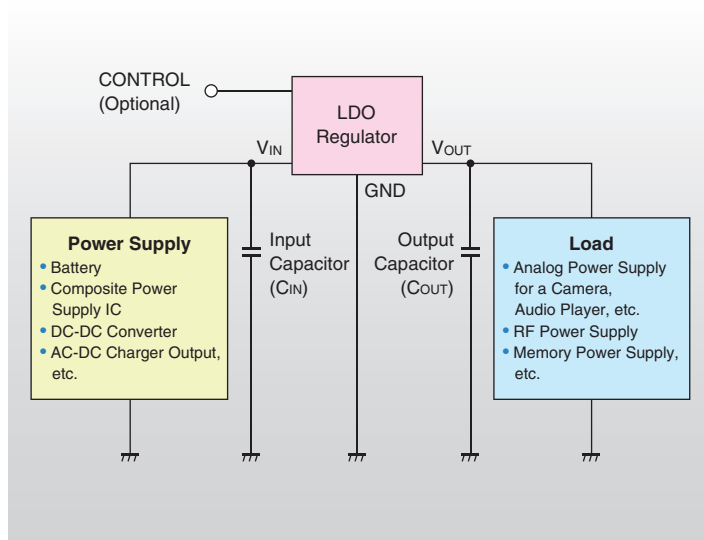 CONTROL
(Optional)
LDO
Regulator
VIN
VOUT
GND
Power Supply
• Battery
• Composite Power
Supply IC
• DC-DC Converter
• AC-DC Charger Output,
etc.
Input
Capacitor
(CIN)
Output
Capacitor
(COUT)
Load
• Analog Power Supply
for a Camera,
Audio Player, etc.
• RF Power Supply
• Memory Power Supply,
etc.